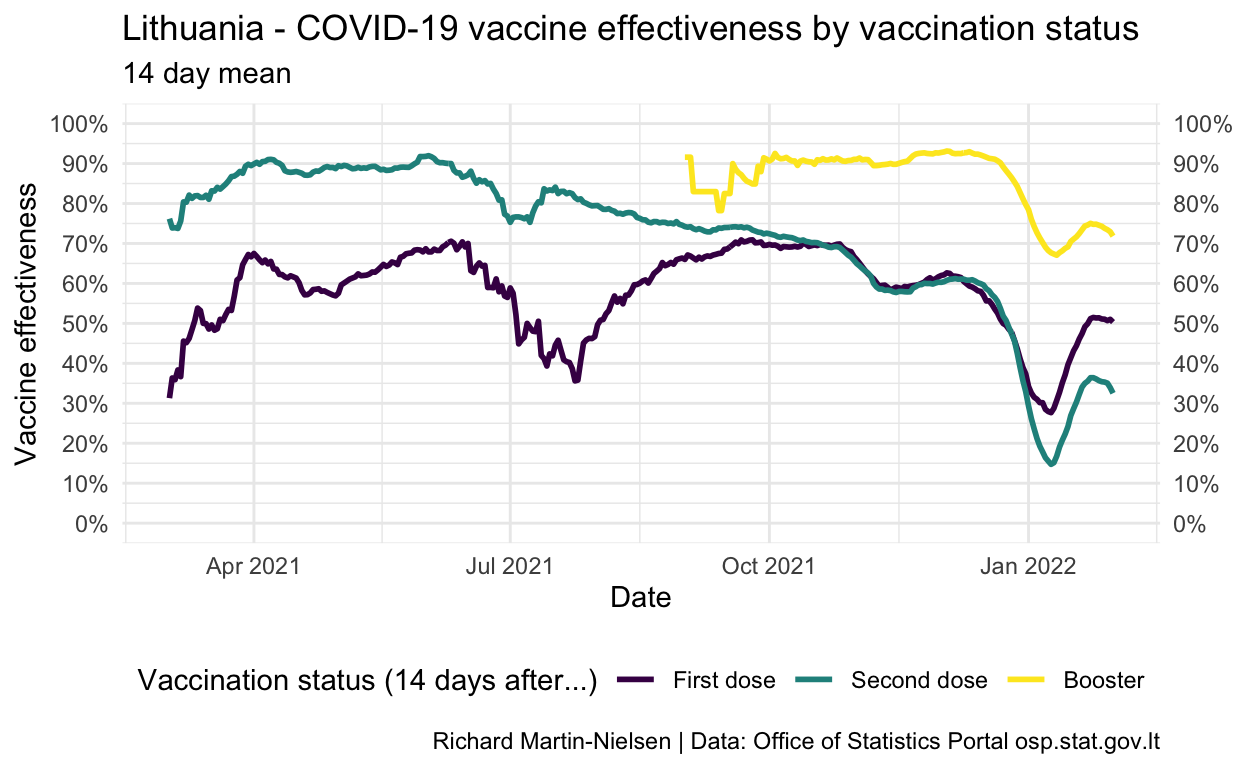 Lithuania - COVID-19 vaccine effectiveness by vaccination status
14 day mean
100% 100%
90% 90%
80% 80%
70% 70%
60% 60%
50% 50%
40% 40%
30% 30%
20% 20%
10% 10%
0% 0%
Vaccine effectiveness
Apr 2021 Jul 2021 Oct 2021 Jan 2022
Date
Vaccination status (14 days after...) First dose Second dose Booster
Richard Martin-Nielsen | Data: Office of Statistics Portal osp.stat.gov.lt